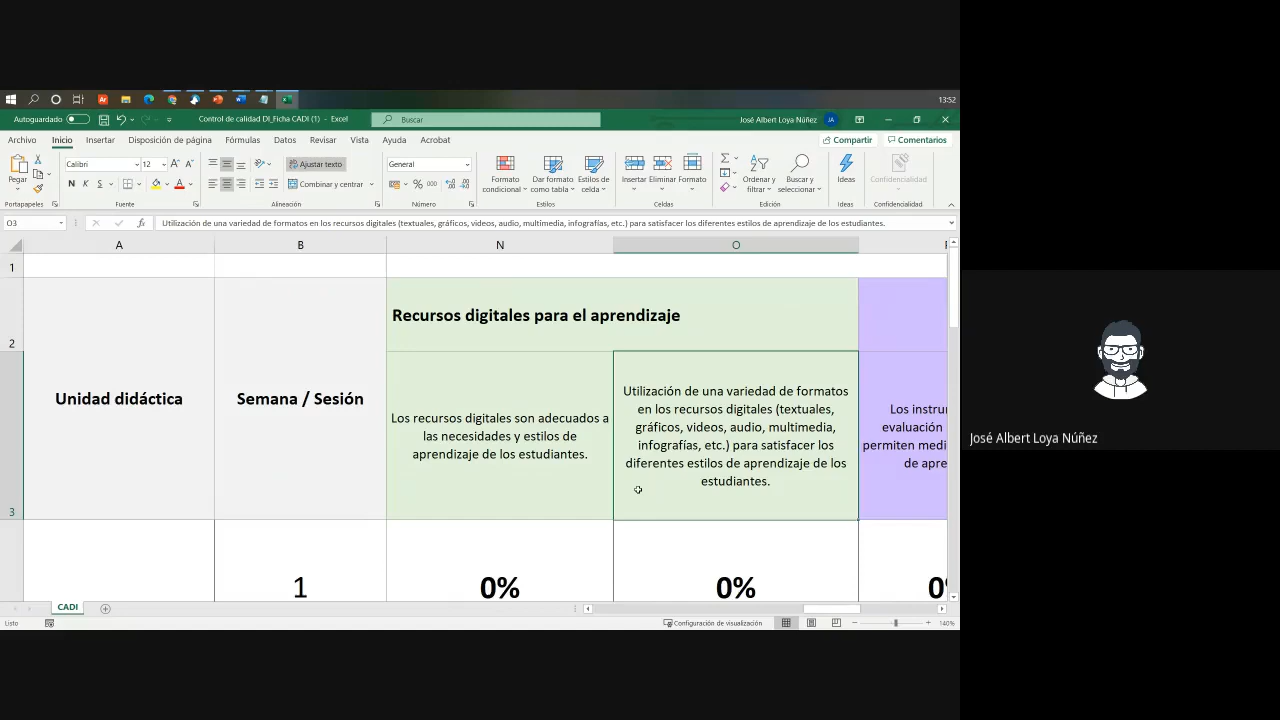 13:52
Autoguardado
Control de calidad DI_Ficha CADI (1) - Excel
Buscar
José Albert Loya Núñez
JA
Archivo Inicio Insertar Disposición de página Fórmulas Datos Revisar Vista Ayuda Acrobat
Compartir
Comentarios
Pegar
Calibri
12
N K S
Ajustar texto
Combinar y centrar
General
% 000
Formato condicional
Dar formato como tabla
Estilos de celda
Insertar
Eliminar
Formato
Ordenar y filtrar
Buscar y seleccionar
Ideas
Confidencialidad
Portapapeles
Fuente
Alineación
Número
Estilos
Celdas
Edición
Ideas
Confidencialidad
O3
Utilización de una variedad de formatos en los recursos digitales (textuales, gráficos, videos, audio, multimedia, infografías, etc.) para satisfacer los diferentes estilos de aprendizaje de los estudiantes.
A B N O
1
2
Recursos digitales para el aprendizaje
Unidad didáctica
Semana / Sesión
Los recursos digitales son adecuados a
las necesidades y estilos de
aprendizaje de los estudiantes.
Utilización de una variedad de formatos
en los recursos digitales (textuales,
gráficos, videos, audio, multimedia,
infografías, etc.) para satisfacer los
diferentes estilos de aprendizaje de los
estudiantes.
Los
evaluación
permiten
de
3
1
0%
0%
CADI
Listo
Configuración de visualización
140%
José Albert Loya Núñez